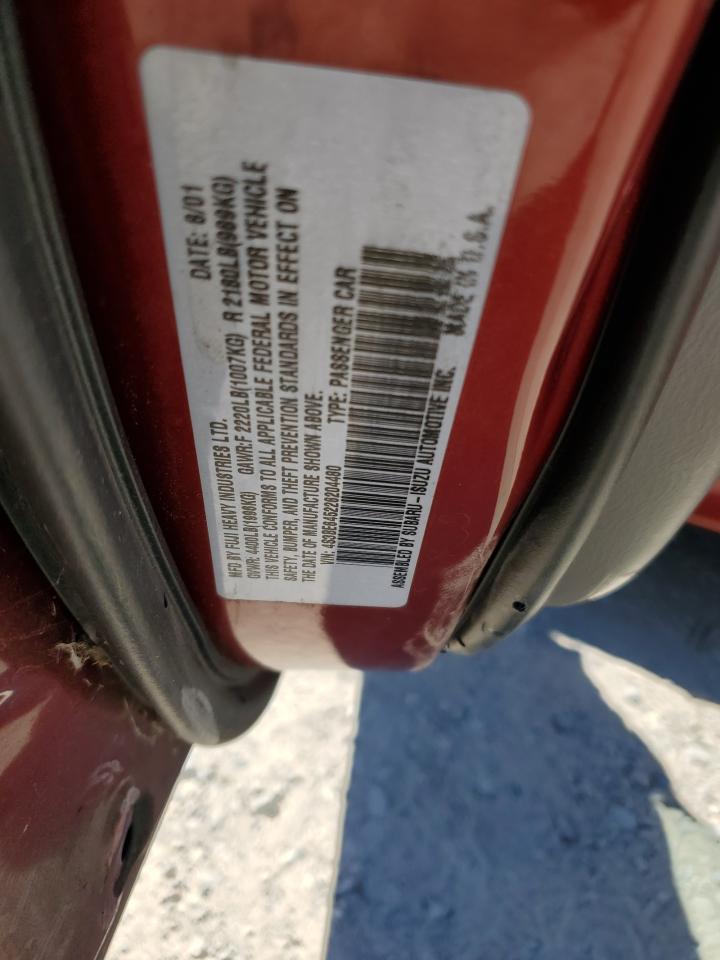 MFD BY FUJI HEAVY INDUSTRIES LTD. DATE: 8/01
GVWR: 4400LB(1996KG) GAWR:F 2220LB(1007KG) R 2180LB(989KG)
THIS VEHICLE CONFORMS TO ALL APPLICABLE FEDERAL MOTOR VEHICLE
SAFETY, BUMPER, AND THEFT PREVENTION STANDARDS IN EFFECT ON
THE DATE OF MANUFACTURE SHOWN ABOVE.
VIN: TYPE: PASSENGER CAR
ASSEMBLED BY SUBARU-ISUZU AUTOMOTIVE INC. MADE IN U.S.A.